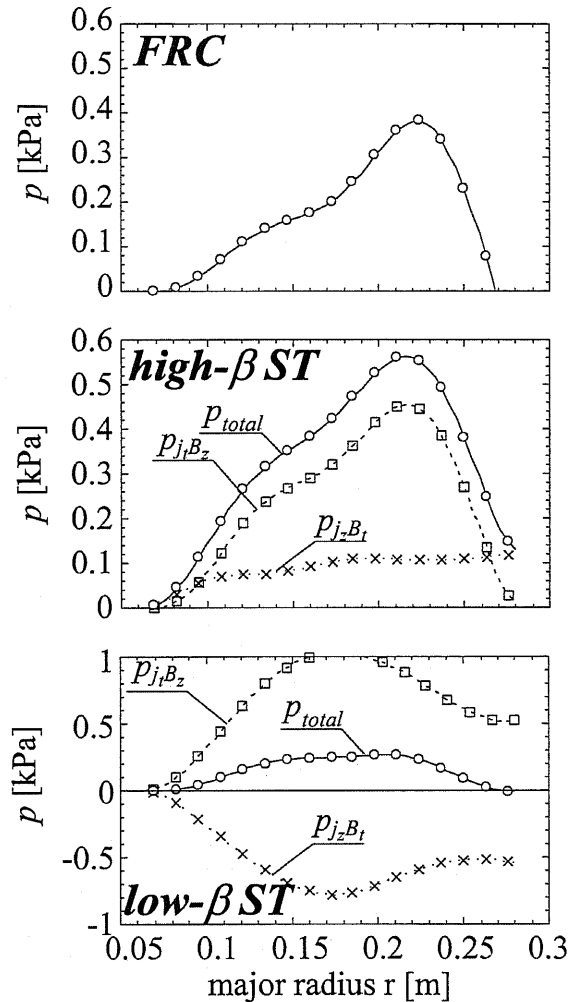 FRC
0.6
0.5
0.4
0.3
0.2
0.1
0
p [kPa]
high-β ST
0.6
0.5
0.4
0.3
0.2
0.1
0
p [kPa]
p_total
p_{j_tB_z}
p_{j_zB_t}
1
0.5
0
-0.5
-1
p [kPa]
p_{j_tB_z}
p_total
p_{j_zB_t}
low-β ST
0.05 0.1 0.15 0.2 0.25 0.3
major radius r [m]